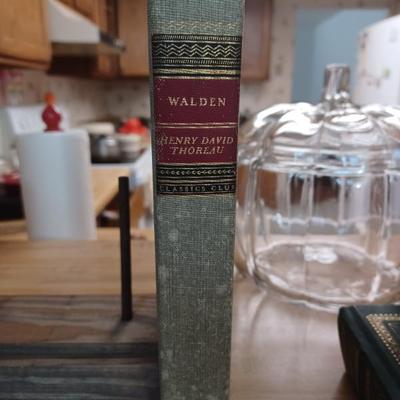 WALDEN
HENRY DAVID
THOREAU
CLASSICS CLUB